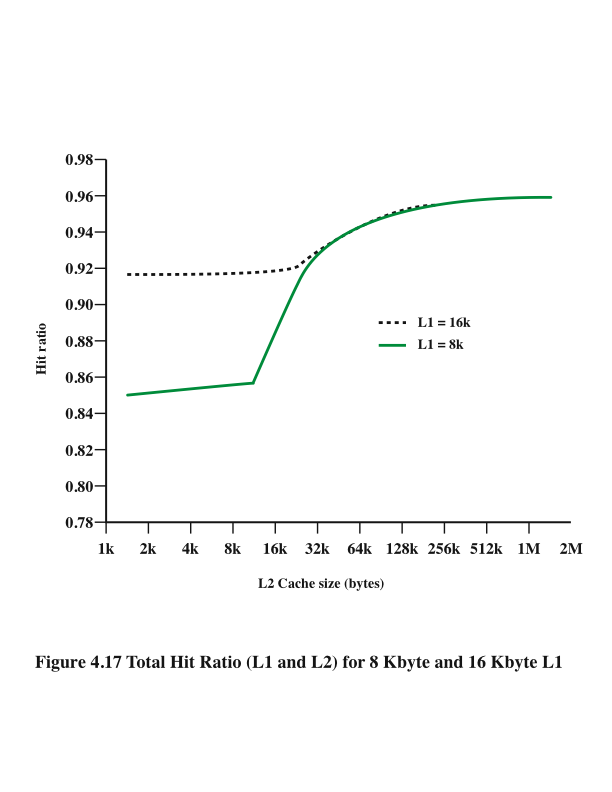 0.98
0.96
0.94
0.92
0.90
0.88
0.86
0.84
0.82
0.80
0.78
Hit ratio
L1 = 16k
L1 = 8k
1k 2k 4k 8k 16k 32k 64k 128k 256k 512k 1M 2M
L2 Cache size (bytes)
Figure 4.17 Total Hit Ratio (L1 and L2) for 8 Kbyte and 16 Kbyte L1